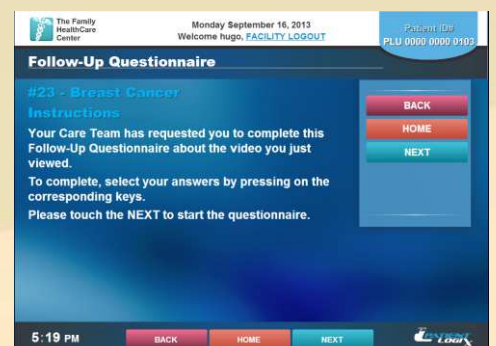 The Family
HealthCare
Center
Monday September 16, 2013
Welcome hugo, FACILITY LOGOUT
Patient ID#
PLU 0000 0000 0103
Follow-Up Questionnaire
#23 - Breast Cancer
Instructions
Your Care Team has requested you to complete this
Follow-Up Questionnaire about the video you just
viewed.
To complete, select your answers by pressing on the
corresponding keys.
Please touch the NEXT to start the questionnaire.
BACK
HOME
NEXT
5:19 PM
BACK
HOME
NEXT
PATIENT
LOGIX